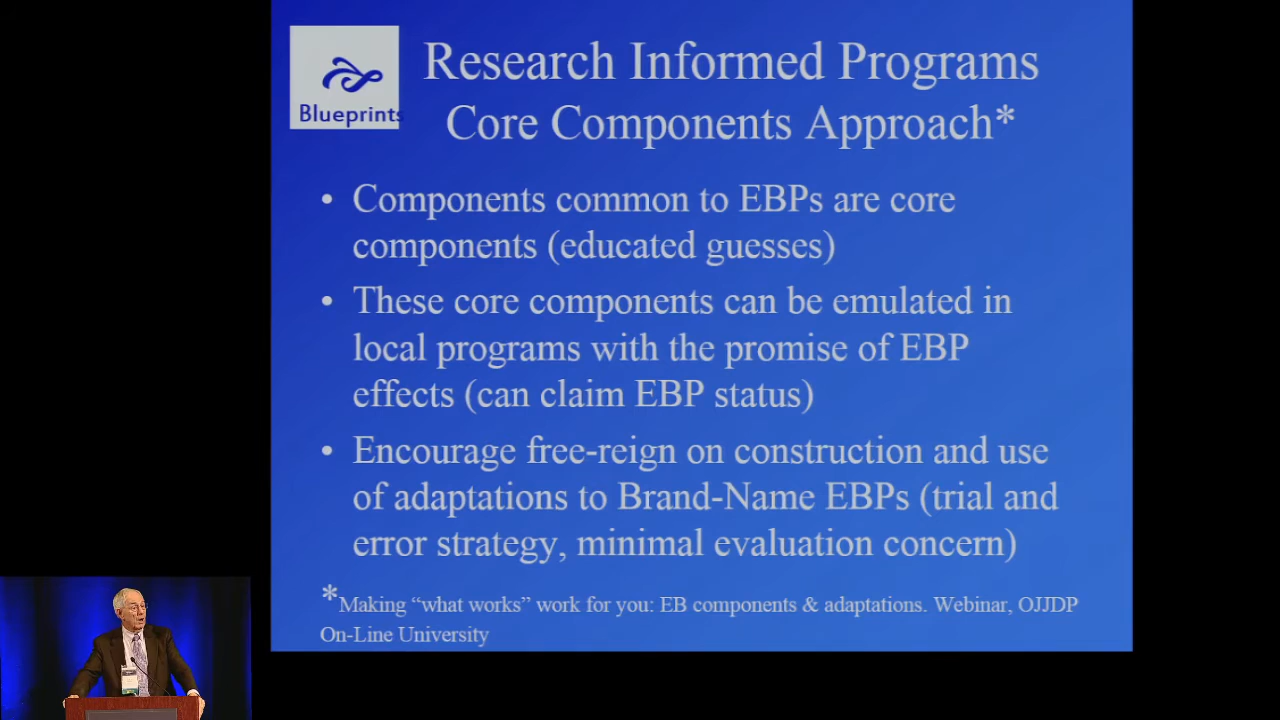 Blueprints
Research Informed Programs
Core Components Approach*
• Components common to EBPs are core
components (educated guesses)
• These core components can be emulated in
local programs with the promise of EBP
effects (can claim EBP status)
• Encourage free-reign on construction and use
of adaptations to Brand-Name EBPs (trial and
error strategy, minimal evaluation concern)
*Making “what works” work for you: EB components & adaptations. Webinar, OJJDP
On-Line University